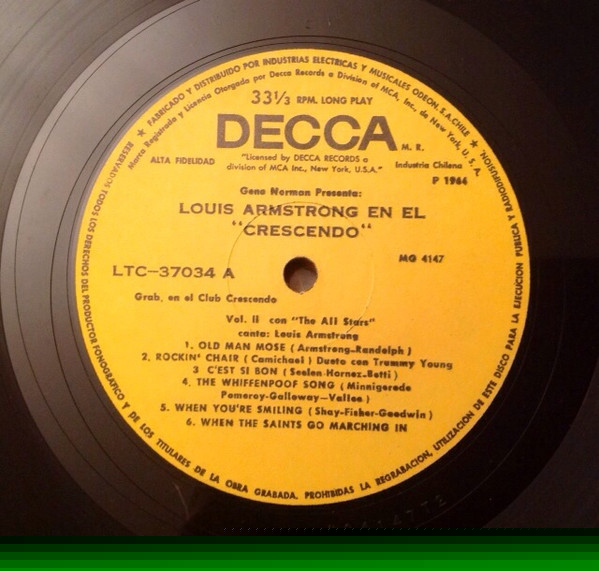 ★ FABRICADO Y DISTRIBUIDO POR INDUSTRIAS ELECTRICAS Y MUSICALES ODEON, S.A. CHILE ★
Marca Registrada y Licencia Otorgada por Decca Records a Division of MCA, Inc., de New York, U. S. A.
33⅓ RPM. LONG PLAY
DECCA M. R.
ALTA FIDELIDAD
"Licensed by DECCA RECORDS a
division of MCA Inc., New York, U.S.A."
Industria Chilena
P 1964
Gene Norman Presenta:
LOUIS ARMSTRONG EN EL
"CRESCENDO"
MG 4147
LTC-37034 A
Grab. en el Club Crescendo
Vol. II con "The All Stars"
canta: Louis Armstrong
1. OLD MAN MOSE (Armstrong-Randolph)
2. ROCKIN' CHAIR (Camichael) Dueto con Trummy Young
3 C'EST SI BON (Seelen-Hornez-Betti)
4. THE WHIFFENPOOF SONG (Minnigerode
Pomeroy-Galloway-Vallee)
5. WHEN YOU'RE SMILING (Shay-Fisher-Goodwin)
6. WHEN THE SAINTS GO MARCHING IN
RESERVADOS TODOS LOS DERECHOS DEL PRODUCTOR FONOGRAFICO Y DE LOS TITULARES DE LA OBRA GRABADA. PROHIBIDAS LA REGRABACION, UTILIZACION DE ESTE DISCO PARA LA EJECUCION PUBLICA Y RADIODIFUSION.